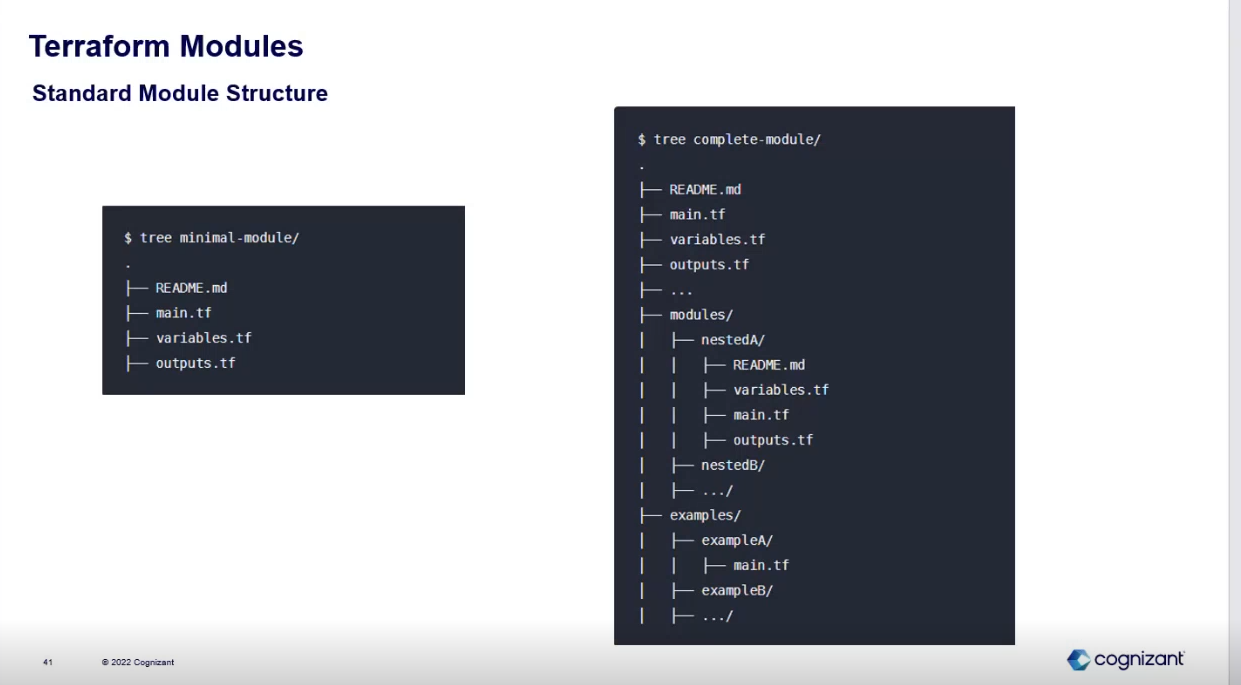 Terraform Modules
Standard Module Structure
$ tree minimal-module/
.
├── README.md
├── main.tf
├── variables.tf
├── outputs.tf
$ tree complete-module/
.
├── README.md
├── main.tf
├── variables.tf
├── outputs.tf
├── ...
├── modules/
│   ├── nestedA/
│   │   ├── README.md
│   │   ├── variables.tf
│   │   ├── main.tf
│   │   ├── outputs.tf
│   ├── nestedB/
│   ├── .../
├── examples/
│   ├── exampleA/
│   │   ├── main.tf
│   ├── exampleB/
│   ├── .../
41 © 2022 Cognizant
cognizant